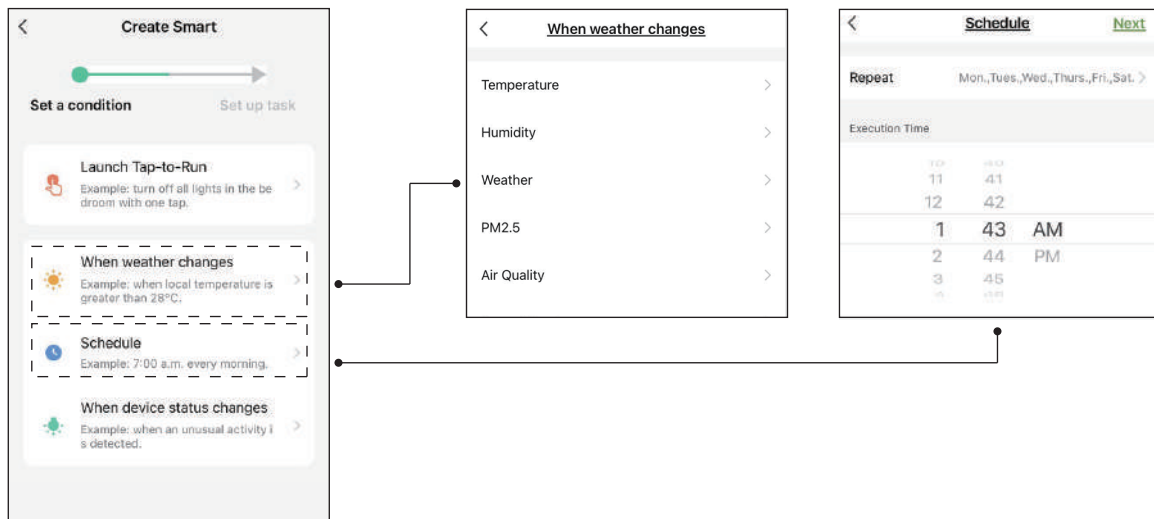 Create Smart
Set a condition
Set up task
Launch Tap-to-Run
Example: turn off all lights in the be
droom with one tap.
When weather changes
Example: when local temperature is
greater than 28°C.
Schedule
Example: 7:00 a.m. every morning.
When device status changes
Example: when an unusual activity i
s detected.
When weather changes
Temperature
Humidity
Weather
PM2.5
Air Quality
Schedule
Next
Repeat
Mon.,Tues.,Wed.,Thurs.,Fri.,Sat.
Execution Time
11 41
12 42
1 43 AM
2 44 PM
3 45